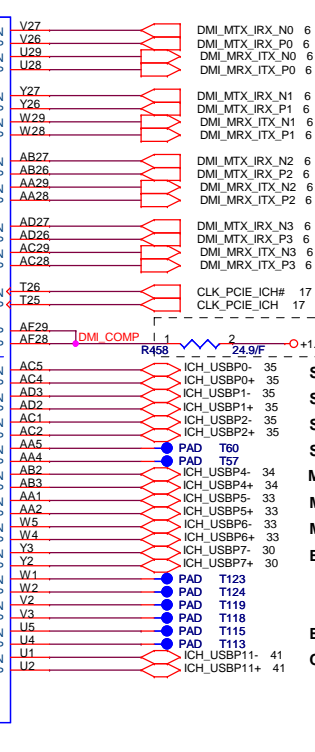 V27 DMI_MTX_IRX_N0 6
V26 DMI_MTX_IRX_P0 6
U29 DMI_MRX_ITX_N0 6
U28 DMI_MRX_ITX_P0 6
Y27 DMI_MTX_IRX_N1 6
Y26 DMI_MTX_IRX_P1 6
W29 DMI_MRX_ITX_N1 6
W28 DMI_MRX_ITX_P1 6
AB27 DMI_MTX_IRX_N2 6
AB26 DMI_MTX_IRX_P2 6
AA29 DMI_MRX_ITX_N2 6
AA28 DMI_MRX_ITX_P2 6
AD27 DMI_MTX_IRX_N3 6
AD26 DMI_MTX_IRX_P3 6
AC29 DMI_MRX_ITX_N3 6
AC28 DMI_MRX_ITX_P3 6
T26 CLK_PCIE_ICH# 17
T25 CLK_PCIE_ICH 17
AF29
AF28 DMI_COMP 1 2 +1.
R458 24.9/F
AC5 ICH_USBP0- 35
AC4 ICH_USBP0+ 35
AD3 ICH_USBP1- 35
AD2 ICH_USBP1+ 35
AC1 ICH_USBP2- 35
AC2 ICH_USBP2+ 35
AA5 PAD T60
AA4 PAD T57
AB2 ICH_USBP4- 34
AB3 ICH_USBP4+ 34
AA1 ICH_USBP5- 33
AA2 ICH_USBP5+ 33
W5 ICH_USBP6- 33
W4 ICH_USBP6+ 33
Y3 ICH_USBP7- 30
Y2 ICH_USBP7+ 30
W1 PAD T123
W2 PAD T124
V2 PAD T119
V3 PAD T118
U5 PAD T115
U4 PAD T113
U1 ICH_USBP11- 41
U2 ICH_USBP11+ 41